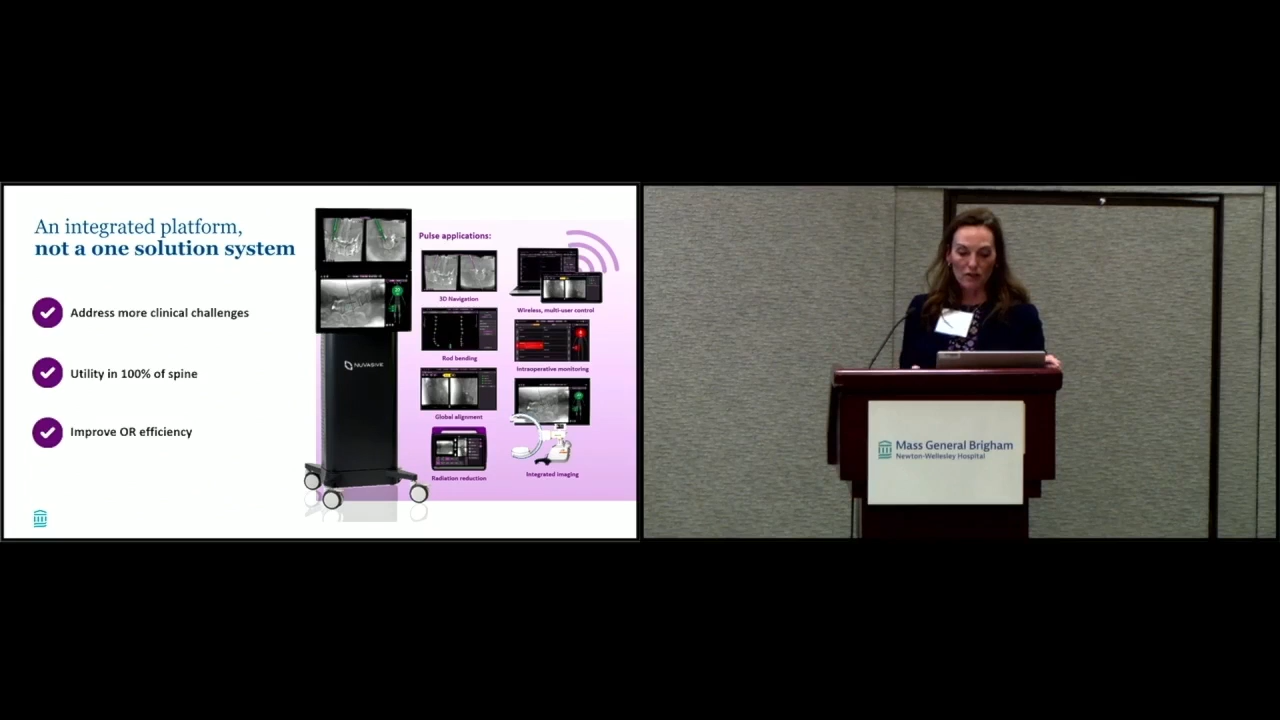 An integrated platform,
not a one solution system
Address more clinical challenges
Utility in 100% of spine
Improve OR efficiency
NUVASIVE
Pulse applications:
3D Navigation
Wireless, multi-user control
Rod bending
Intraoperative monitoring
Global alignment
Radiation reduction
Integrated imaging
Mass General Brigham
Newton-Wellesley Hospital